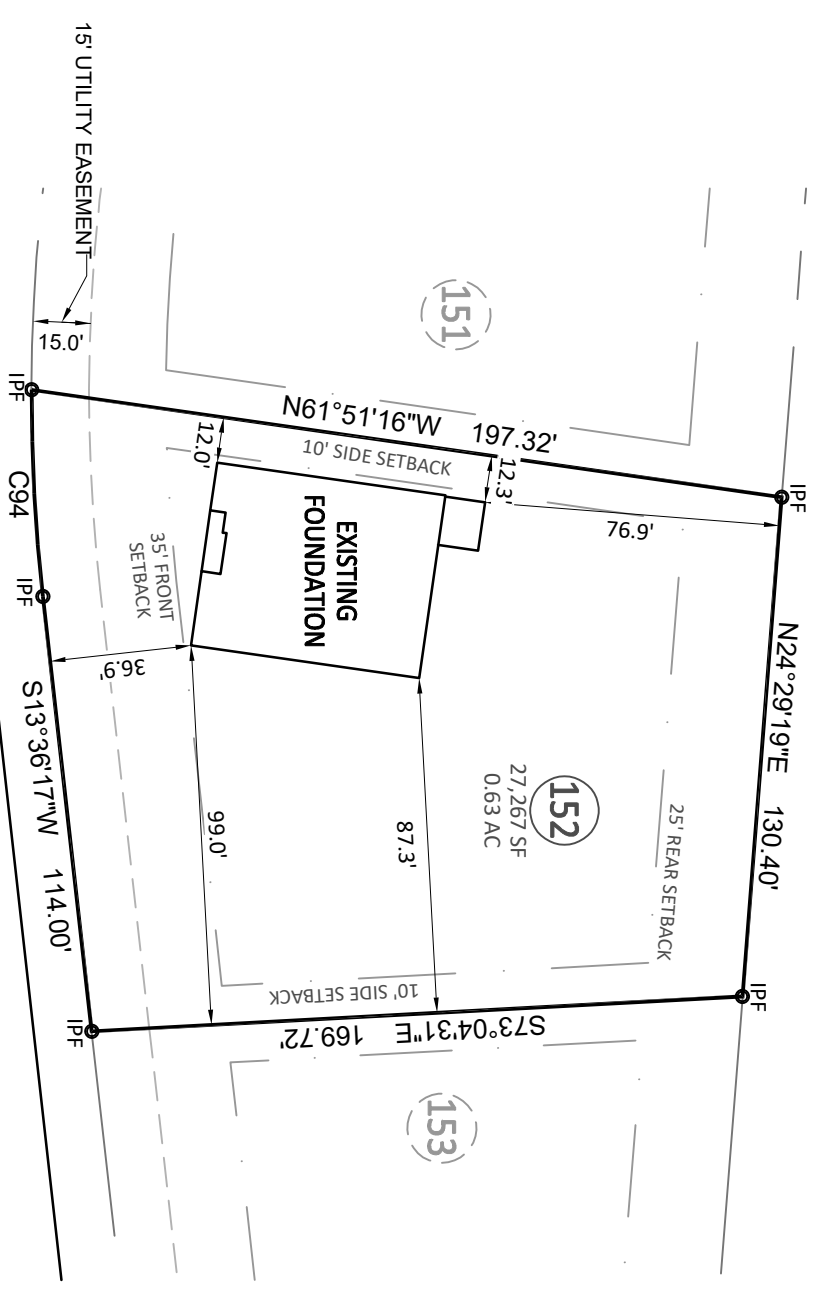 15' UTILITY EASEMENT
15.0'
IPF
C94
IPF
S13°36'17"W 114.00'
IPF
S73°04'31"E 169.72'
IPF
N24°29'19"E 130.40'
IPF
N61°51'16"W 197.32'
151
10' SIDE SETBACK
12.0'
12.3'
76.9'
EXISTING
FOUNDATION
35' FRONT
SETBACK
36.9'
99.0'
87.3'
152
27,267 SF
0.63 AC
25' REAR SETBACK
10' SIDE SETBACK
153